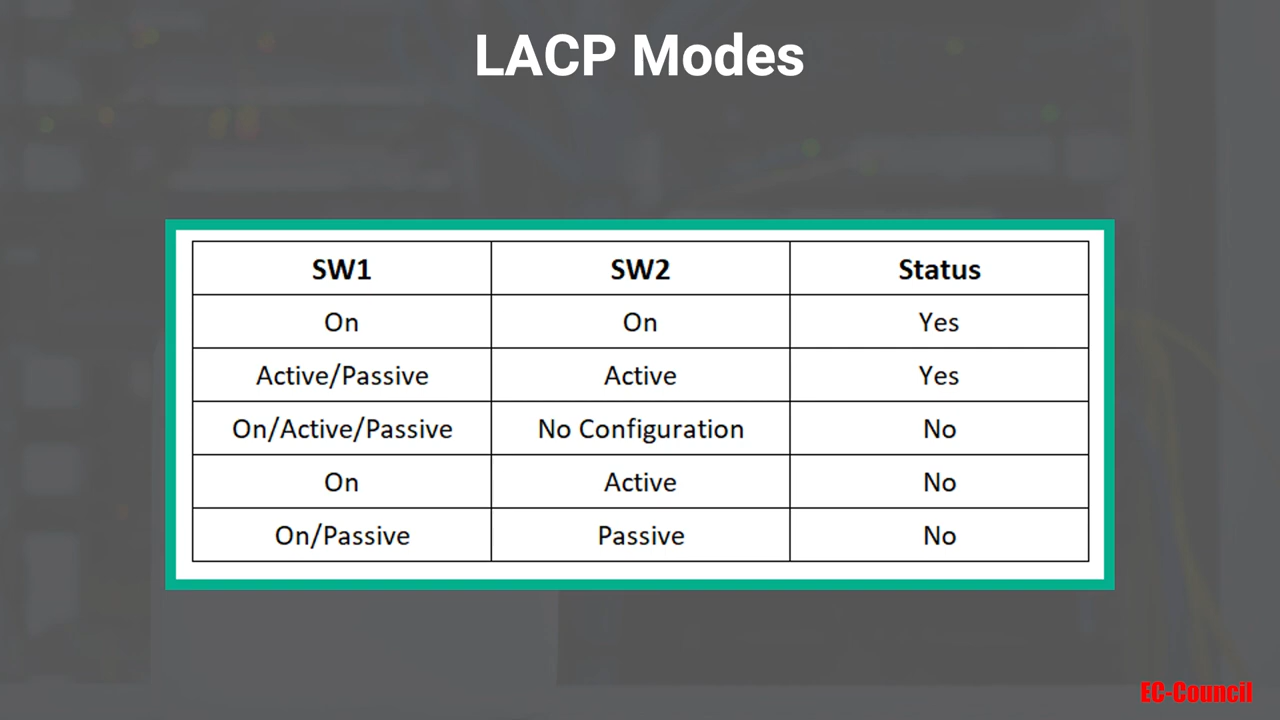 LACP Modes
SW1 SW2 Status
On On Yes
Active/Passive Active Yes
On/Active/Passive No Configuration No
On Active No
On/Passive Passive No
EC-Council